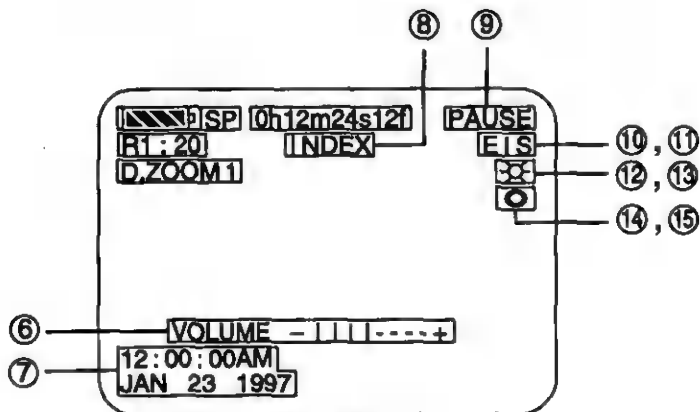 ⑧ ⑨
SP 0h12m24s12f PAUSE
R1:20 INDEX EIS ⑩, ⑪
D.ZOOM1 ⑫, ⑬
⑭, ⑮
⑥ VOLUME - ||||----+
⑦ 12:00:00AM
JAN 23 1997